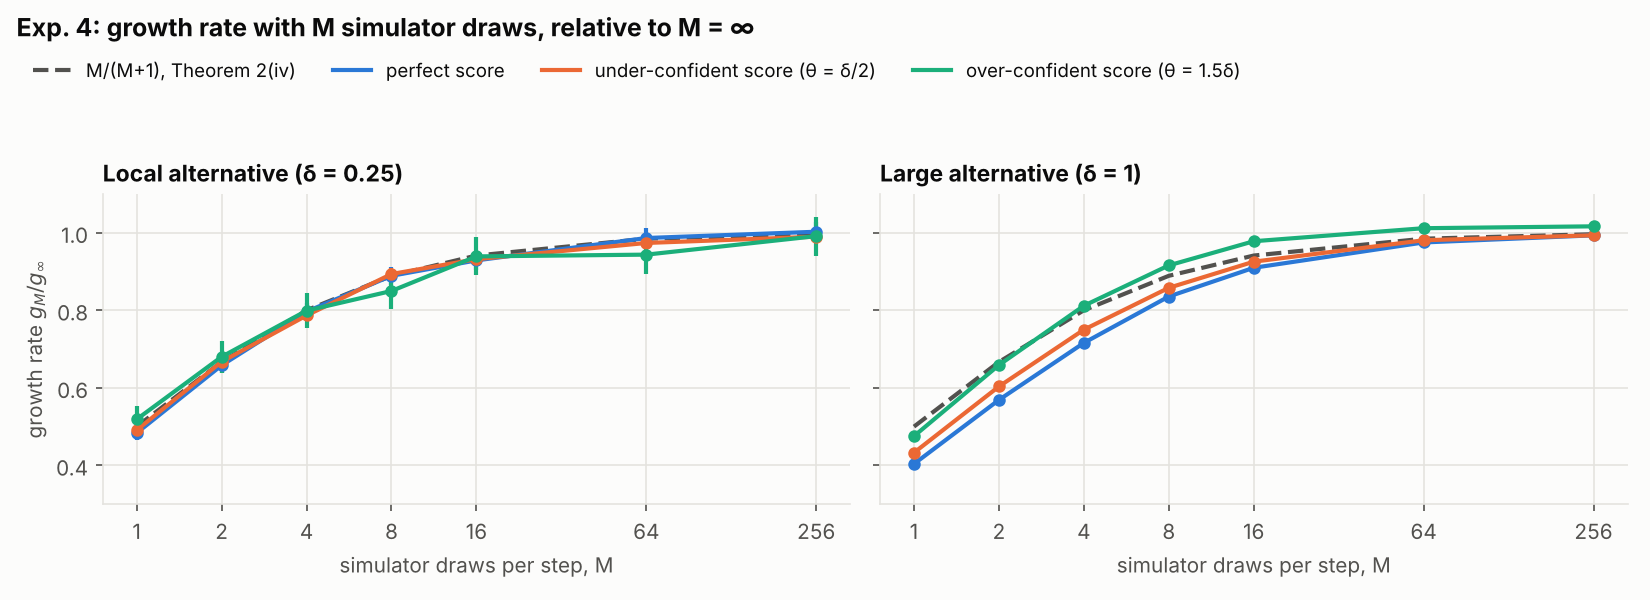 Exp. 4: growth rate with M simulator draws, relative to M = ∞
M/(M+1), Theorem 2(iv) perfect score under-confident score (θ = δ/2) over-confident score (θ = 1.5δ)
Local alternative (δ = 0.25)
growth rate g_M/g_∞
1.0
0.8
0.6
0.4
1 2 4 8 16 64 256
simulator draws per step, M
Large alternative (δ = 1)
1 2 4 8 16 64 256
simulator draws per step, M